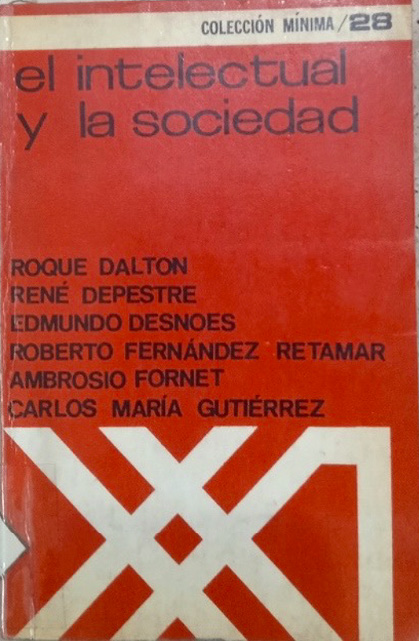 COLECCIÓN MÍNIMA/28
el intelectual
y la sociedad
ROQUE DALTON
RENÉ DEPESTRE
EDMUNDO DESNOES
ROBERTO FERNÁNDEZ RETAMAR
AMBROSIO FORNET
CARLOS MARÍA GUTIÉRREZ